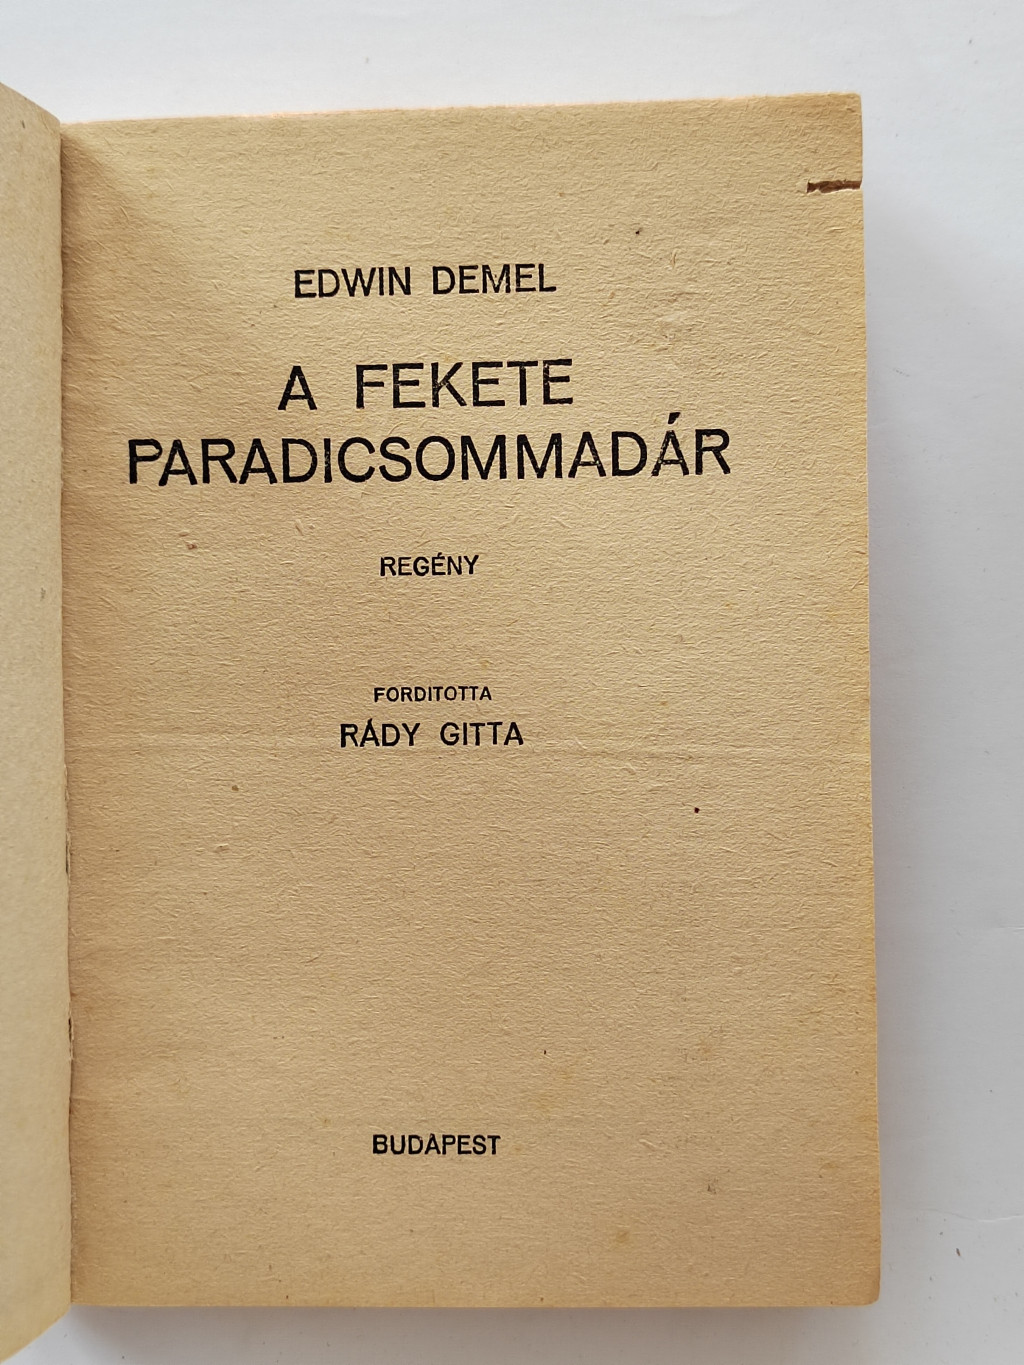 EDWIN DEMEL
A FEKETE
PARADICSOMMADÁR
REGÉNY
FORDITOTTA
RÁDY GITTA
BUDAPEST